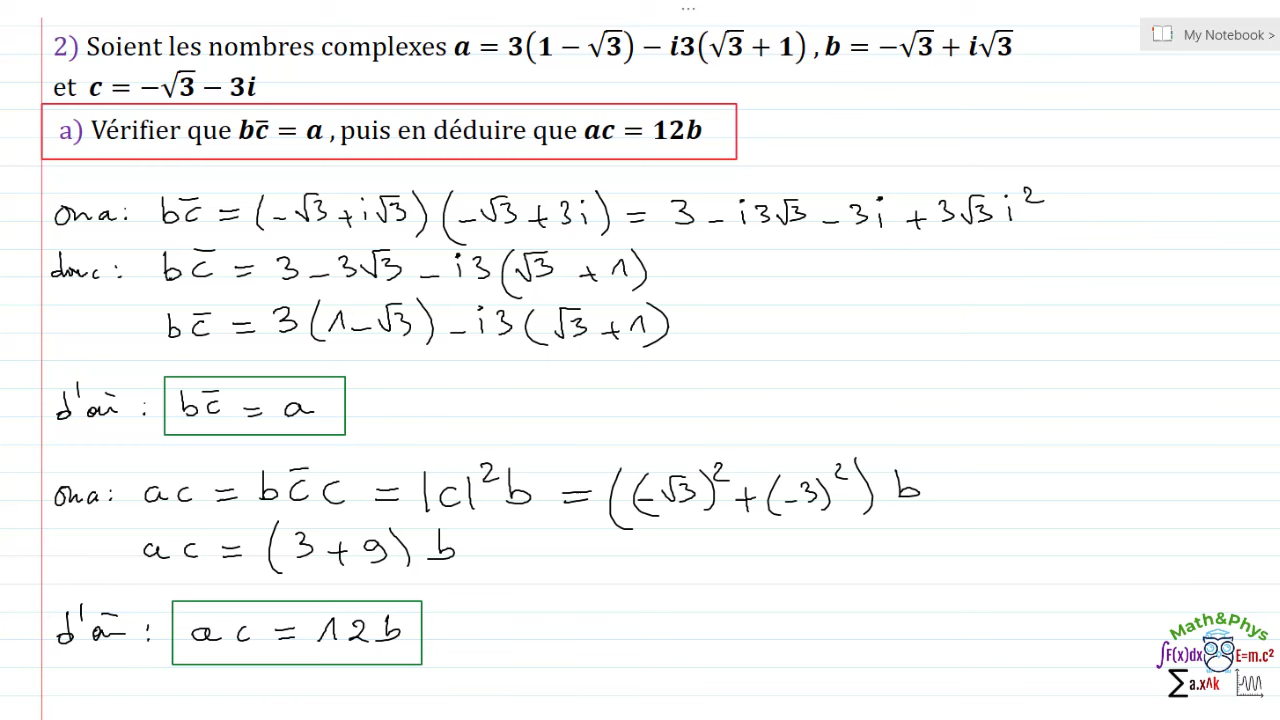 ...
My Notebook >
2) Soient les nombres complexes a = 3(1 − √3) − i3(√3 + 1) , b = −√3 + i√3
et c = −√3 − 3i
a) Vérifier que bc̄ = a , puis en déduire que ac = 12b
on a : bc̄ = (−√3 + i√3)(−√3 + 3i) = 3 − i3√3 − 3i + 3√3 i²
donc : bc̄ = 3 − 3√3 − i3(√3 + 1)
bc̄ = 3(1 − √3) − i3(√3 + 1)
d'où : bc̄ = a
on a : ac = bc̄c = |c|²b = ((−√3)² + (−3)²) b
ac = (3 + 9) b
d'où : ac = 12b
Math&Phys
∫F(x)dx E=m.c²
∑ a.x^k